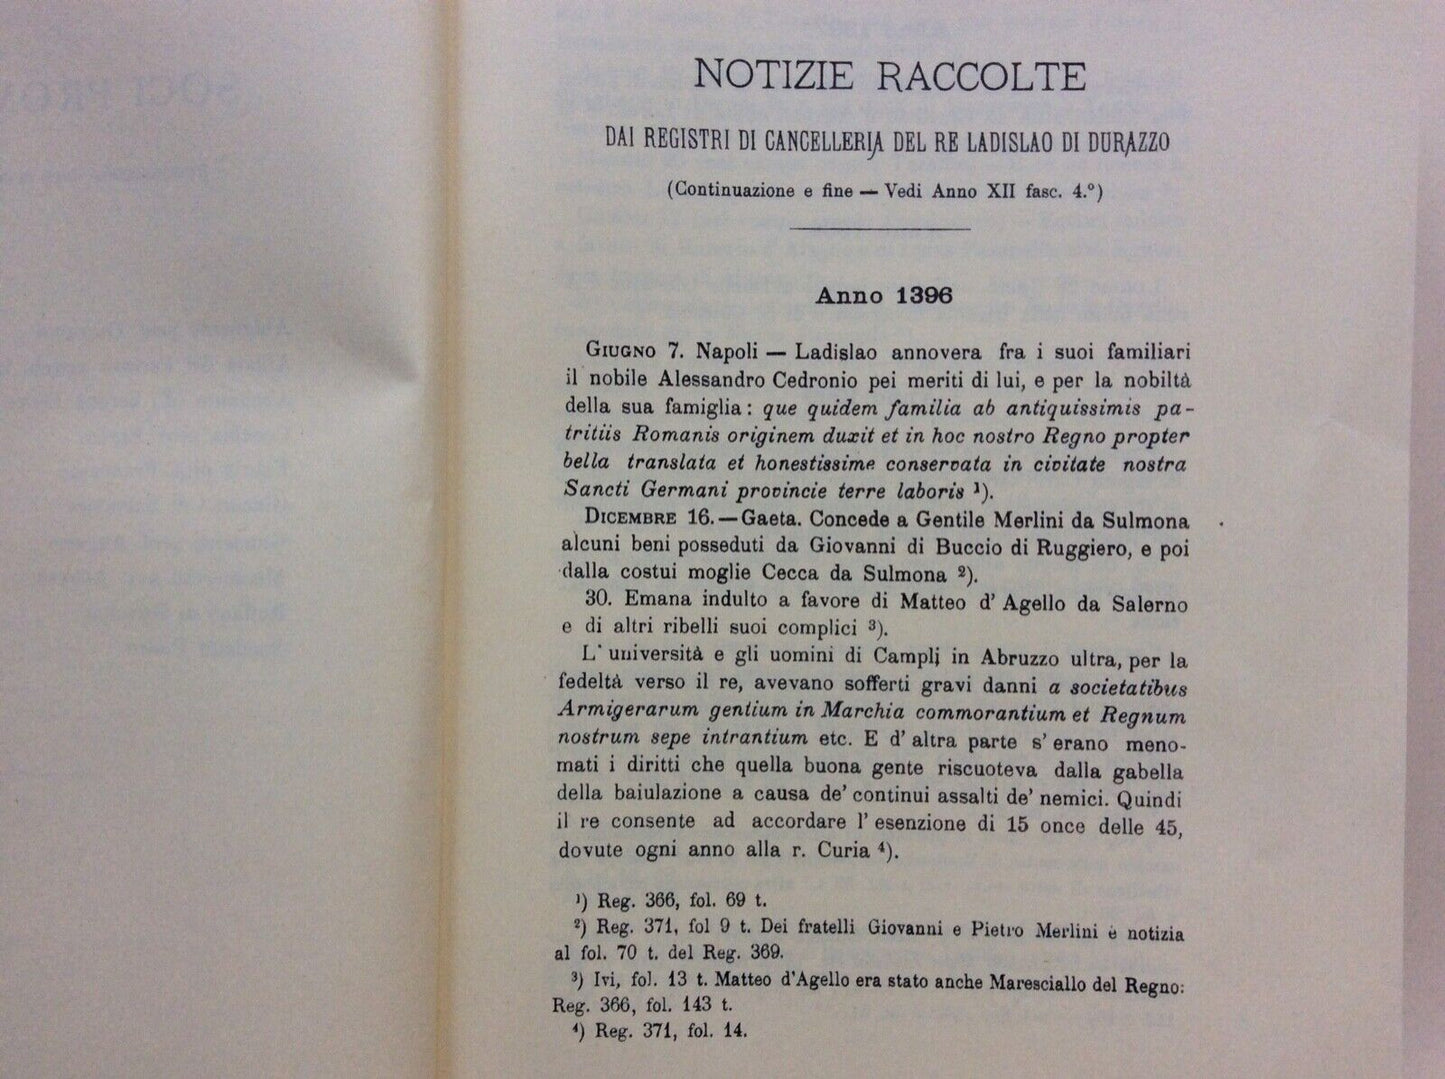 NOTIZIE RACCOLTE
DAI REGISTRI DI CANCELLERIA DEL RE LADISLAO DI DURAZZO
(Continuazione e fine — Vedi Anno XII fasc. 4.º)
Anno 1396
GIUGNO 7. Napoli — Ladislao annovera fra i suoi familiari
il nobile Alessandro Cedronio pei meriti di lui, e per la nobiltà
della sua famiglia: que quidem familia ab antiquissimis pa-
tritiis Romanis originem duxit et in hoc nostro Regno propter
bella translata et honestissime conservata in civitate nostra
Sancti Germani provincie terre laboris ¹).
DICEMBRE 16. — Gaeta. Concede a Gentile Merlini da Sulmona
alcuni beni posseduti da Giovanni di Buccio di Ruggiero, e poi
dalla costui moglie Cecca da Sulmona ²).
30. Emana indulto a favore di Matteo d' Agello da Salerno
e di altri ribelli suoi complici ³).
L' università e gli uomini di Campli in Abruzzo ultra, per la
fedeltà verso il re, avevano sofferti gravi danni a societatibus
Armigerarum gentium in Marchia commorantium et Regnum
nostrum sepe intrantium etc. E d' altra parte s' erano meno-
mati i diritti che quella buona gente riscuoteva dalla gabella
della baiulazione a causa de' continui assalti de' nemici. Quindi
il re consente ad accordare l' esenzione di 15 once delle 45,
dovute ogni anno alla r. Curia ⁴).
¹) Reg. 366, fol. 69 t.
²) Reg. 371, fol 9 t. Dei fratelli Giovanni e Pietro Merlini è notizia
al fol. 70 t. del Reg. 369.
³) Ivi, fol. 13 t. Matteo d'Agello era stato anche Maresciallo del Regno:
Reg. 366, fol. 143 t.
⁴) Reg. 371, fol. 14.